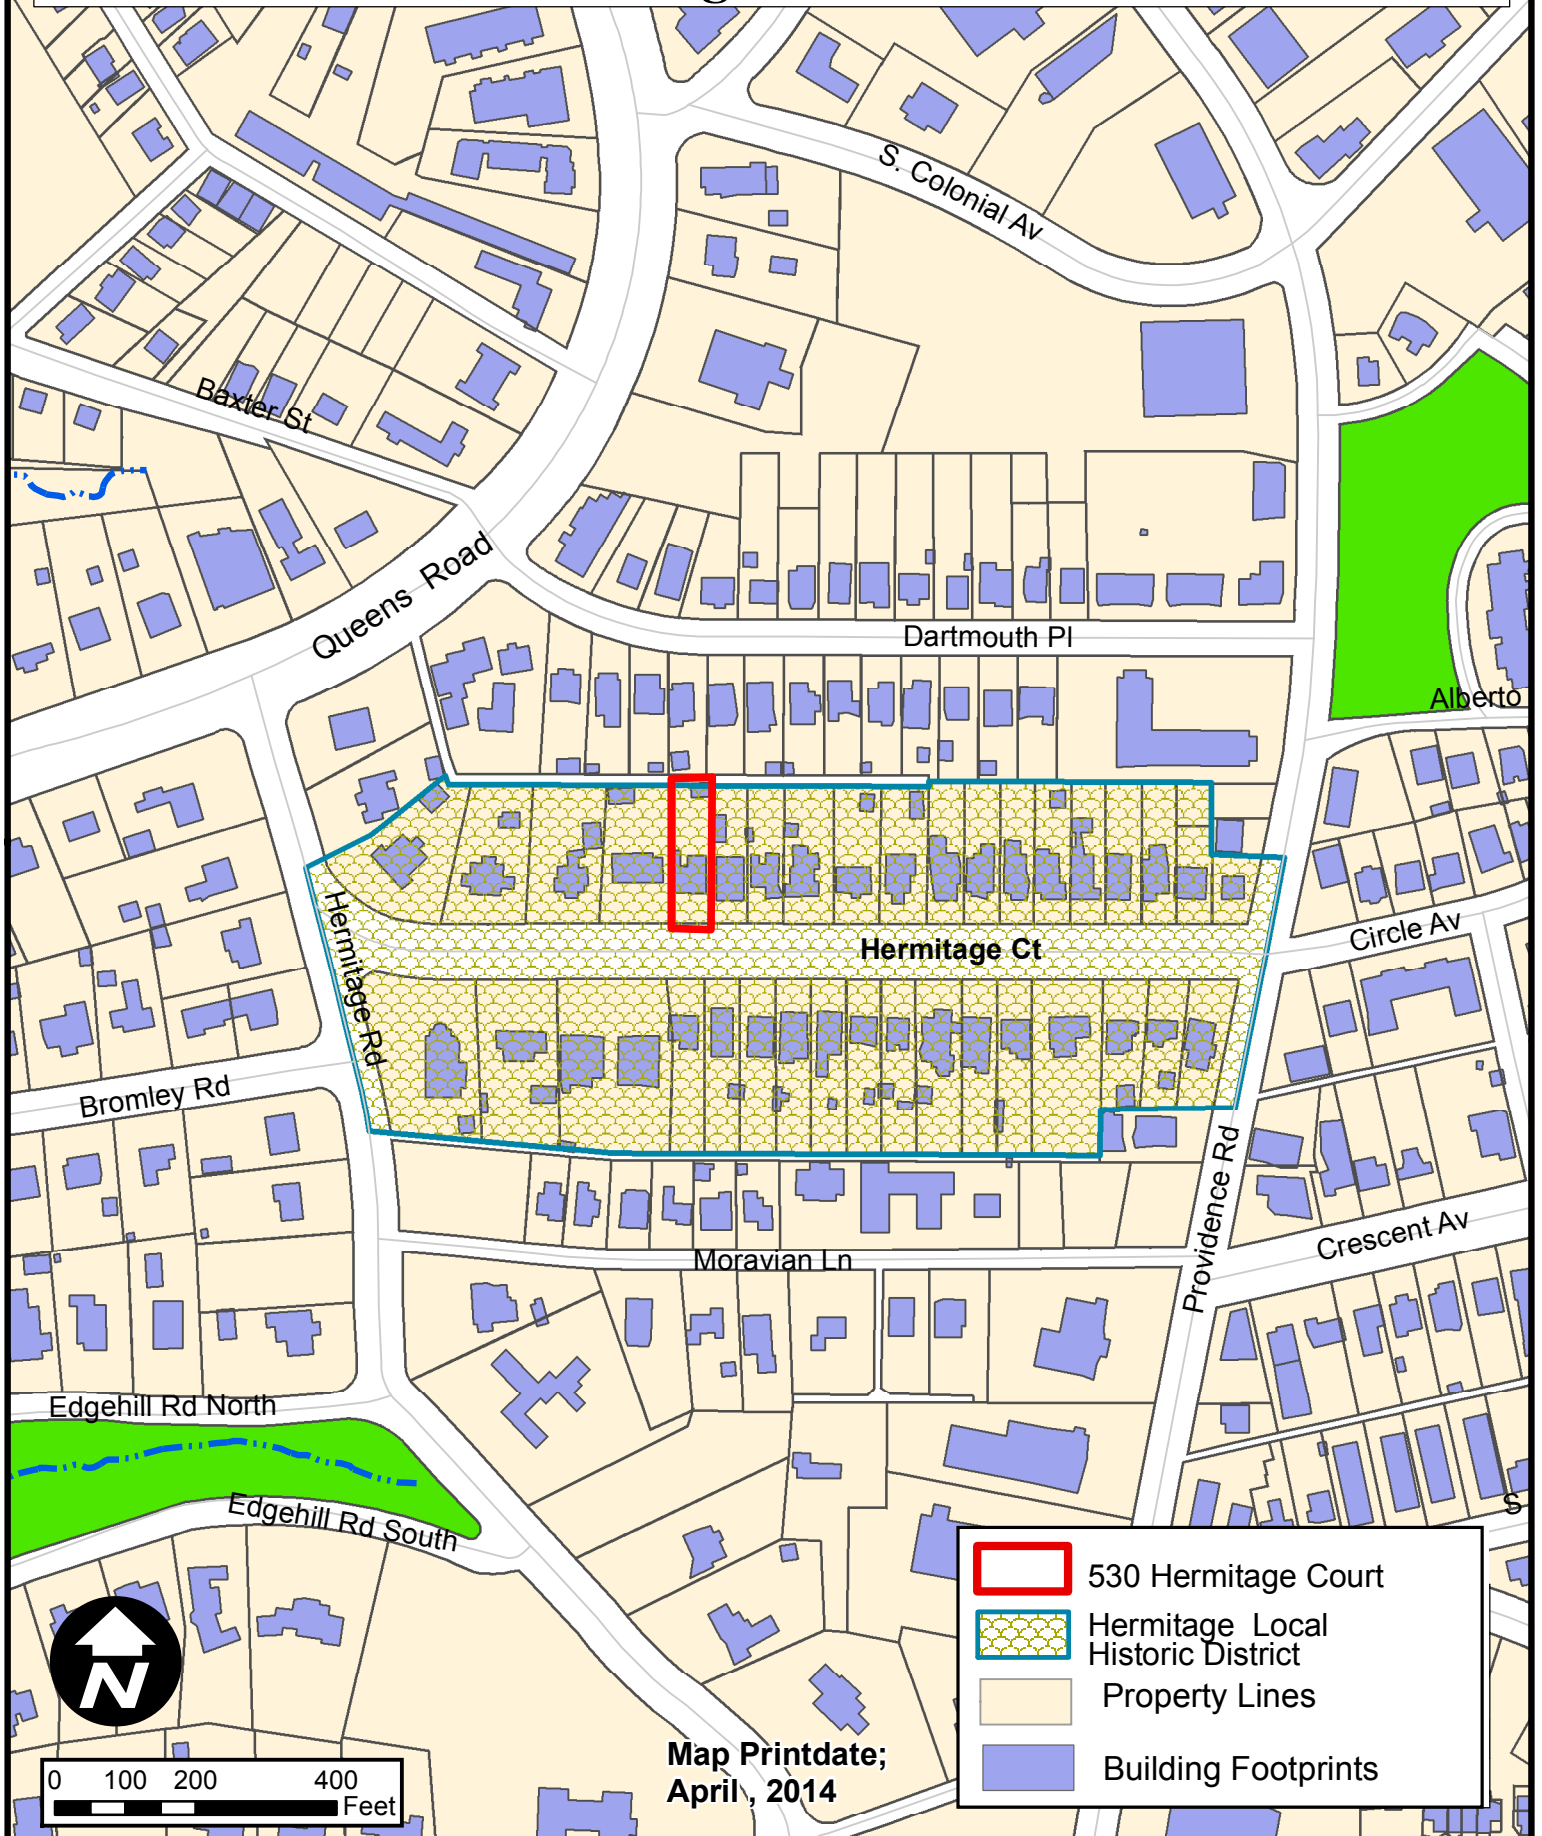 S. Colonial Av
Baxter St
Queens Road
Dartmouth Pl
Alberto
Hermitage Rd
Hermitage Ct
Circle Av
Bromley Rd
Providence Rd
Crescent Av
Moravian Ln
Edgehill Rd North
Edgehill Rd South
S
530 Hermitage Court
Hermitage Local
Historic District
Property Lines
Building Footprints
N
Map Printdate;
April , 2014
0 100 200 400
Feet